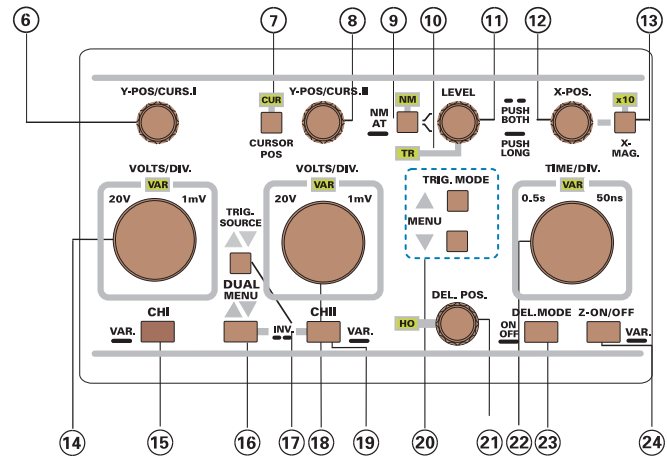 6 7 8 9 10 11 12 13
Y-POS/CURS.I
CUR
CURSOR
POS
Y-POS/CURS.II
NM
AT
NM
TR
LEVEL
PUSH
BOTH
PUSH
LONG
X-POS.
x10
X-
MAG.
VOLTS/DIV.
VAR
20V 1mV
TRIG.
SOURCE
VOLTS/DIV.
VAR
20V 1mV
TRIG. MODE
MENU
TIME/DIV.
VAR
0.5s 50ns
DUAL
MENU
DEL. POS.
HO
CHI
VAR.
INV.
CHII
VAR.
ON
OFF
DEL.MODE
Z-ON/OFF
VAR.
14 15 16 17 18 19 20 21 22 23 24